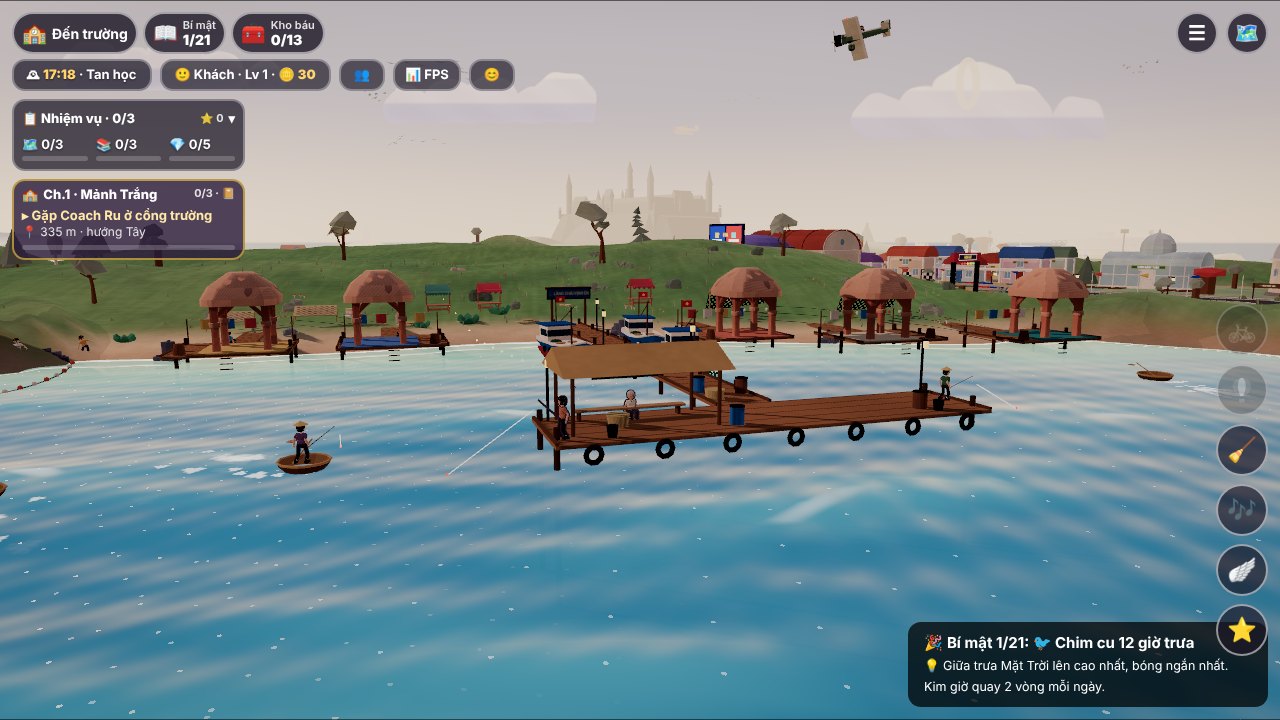 Đến trường
Bí mật
1/21
Kho báu
0/13
17:18 · Tan học
Khách · Lv 1 · 30
FPS
Nhiệm vụ · 0/3
0 ▼
0/3
0/3
0/5
Ch.1 · Mảnh Trắng
0/3 ·
▸ Gặp Coach Ru ở cổng trường
335 m · hướng Tây
Bí mật 1/21: Chim cu 12 giờ trưa
Giữa trưa Mặt Trời lên cao nhất, bóng ngắn nhất.
Kim giờ quay 2 vòng mỗi ngày.